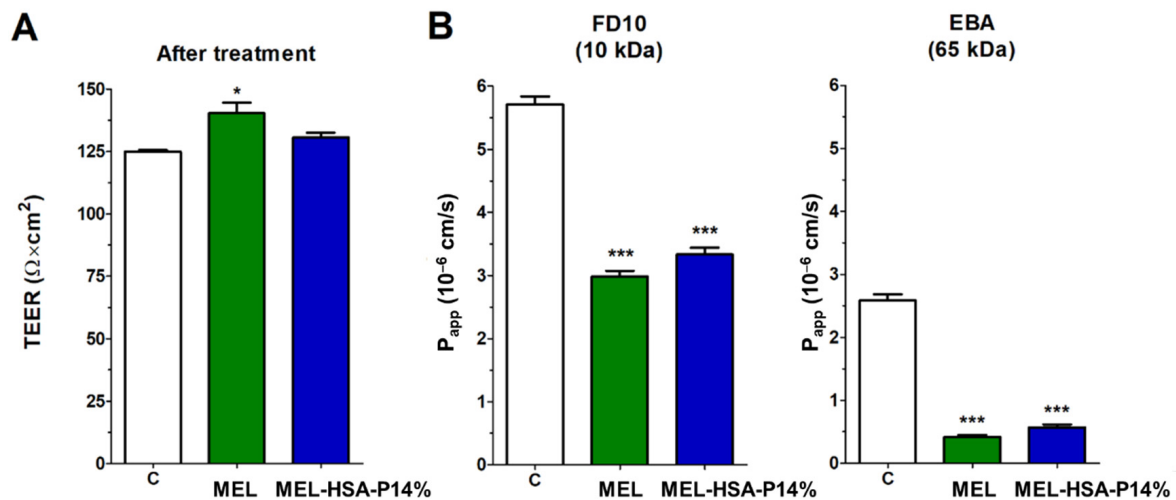 A
After treatment
TEER (Ω×cm²)
150
125
100
75
50
25
0
*
C
MEL
MEL-HSA-P14%
B
FD10
(10 kDa)
Papp (10⁻⁶ cm/s)
6
5
4
3
2
1
0
***
***
C
MEL
MEL-HSA-P14%
EBA
(65 kDa)
Papp (10⁻⁶ cm/s)
6
5
4
3
2
1
0
***
***
C
MEL
MEL-HSA-P14%